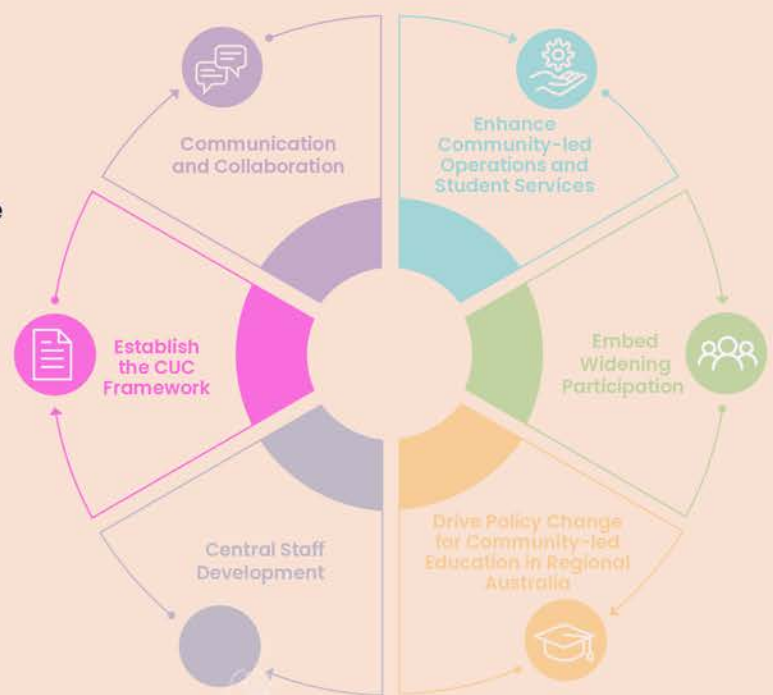 Communication
and Collaboration
Enhance
Community-led
Operations and
Student Services
e
Establish
the CUC
Framework
Embed
Widening
Participation
Central Staff
Development
Drive Policy Change
for Community-led
Education in Regional
Australia